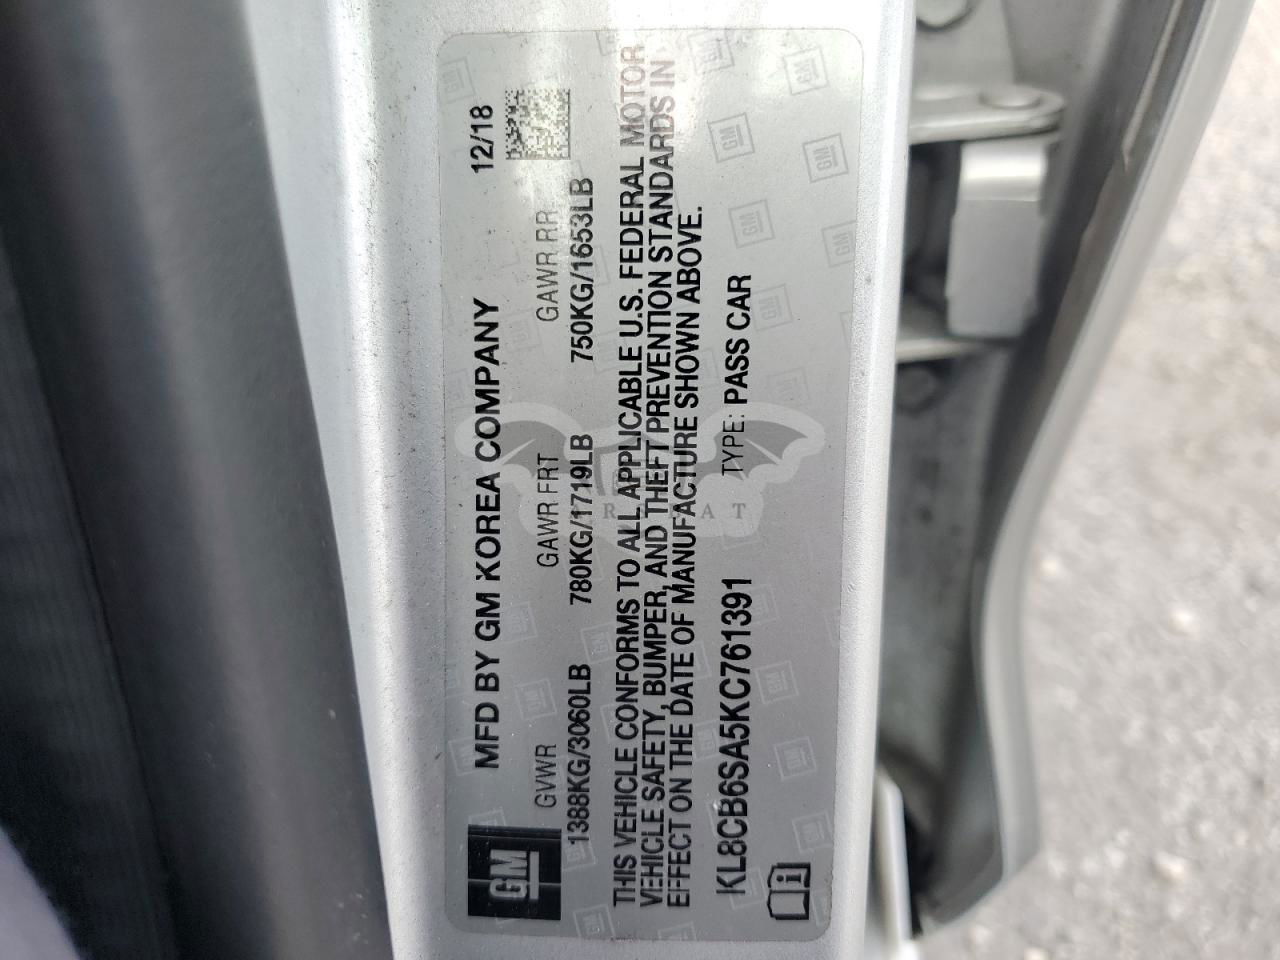 GM
MFD BY GM KOREA COMPANY 12/18
GVWR GAWR FRT GAWR RR
1388KG/3060LB 780KG/1719LB 750KG/1653LB
THIS VEHICLE CONFORMS TO ALL APPLICABLE U.S. FEDERAL MOTOR
VEHICLE SAFETY, BUMPER, AND THEFT PREVENTION STANDARDS IN
EFFECT ON THE DATE OF MANUFACTURE SHOWN ABOVE.
KL8CB6SA5KC761391 TYPE: PASS CAR